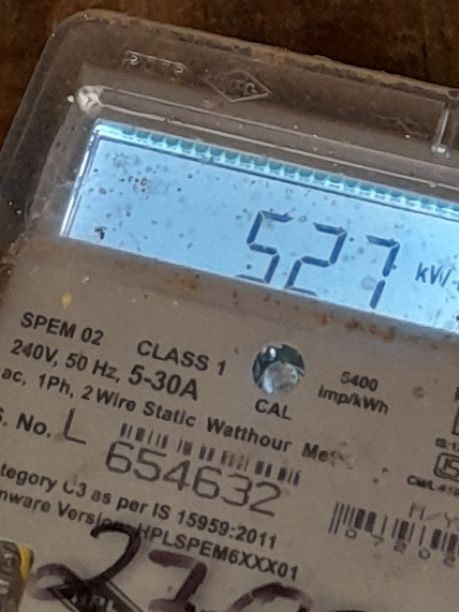 527 kW
SPEM 02 CLASS 1
240V, 50 Hz, 5-30A
ac, 1Ph, 2 Wire Static Watthour
CAL
imp/kWh
S. No. L
654632
ategory C3 as per IS 15959:2011
HPLSPEM6XXX01
M/Y